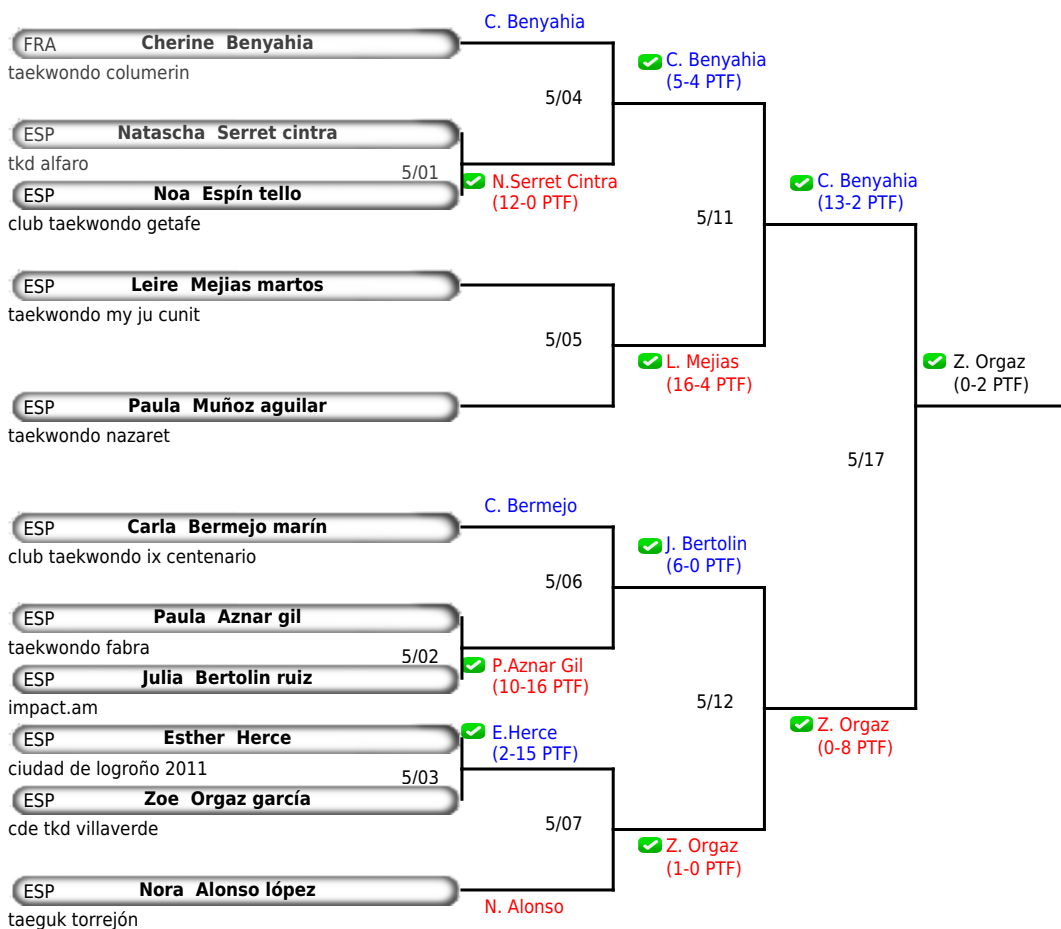 C. Benyahia
FRA Cherine Benyahia
taekwondo columerin
C. Benyahia
(5-4 PTF)
5/04
ESP Natascha Serret cintra
tkd alfaro
5/01
N.Serret Cintra
(12-0 PTF)
ESP Noa Espín tello
club taekwondo getafe
C. Benyahia
(13-2 PTF)
5/11
ESP Leire Mejias martos
taekwondo my ju cunit
5/05
L. Mejias
(16-4 PTF)
Z. Orgaz
(0-2 PTF)
ESP Paula Muñoz aguilar
taekwondo nazaret
5/17
C. Bermejo
ESP Carla Bermejo marín
club taekwondo ix centenario
J. Bertolin
(6-0 PTF)
5/06
ESP Paula Aznar gil
taekwondo fabra
5/02
P.Aznar Gil
(10-16 PTF)
ESP Julia Bertolin ruiz
impact.am
5/12
Z. Orgaz
(0-8 PTF)
ESP Esther Herce
E.Herce
(2-15 PTF)
ciudad de logroño 2011
5/03
ESP Zoe Orgaz garcía
cde tkd villaverde
5/07
Z. Orgaz
(1-0 PTF)
ESP Nora Alonso lópez
N. Alonso
taeguk torrejón